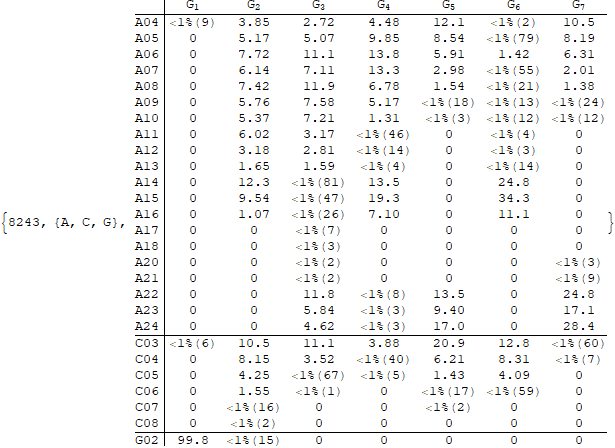 G1 G2 G3 G4 G5 G6 G7
A04 <1%(9) 3.85 2.72 4.48 12.1 <1%(2) 10.5
A05 0 5.17 5.07 9.85 8.54 <1%(79) 8.19
A06 0 7.72 11.1 13.8 5.91 1.42 6.31
A07 0 6.14 7.11 13.3 2.98 <1%(55) 2.01
A08 0 7.42 11.9 6.78 1.54 <1%(21) 1.38
A09 0 5.76 7.58 5.17 <1%(18) <1%(13) <1%(24)
A10 0 5.37 7.21 1.31 <1%(3) <1%(12) <1%(12)
A11 0 6.02 3.17 <1%(46) 0 <1%(4) 0
A12 0 3.18 2.81 <1%(14) 0 <1%(3) 0
A13 0 1.65 1.59 <1%(4) 0 <1%(14) 0
A14 0 12.3 <1%(81) 13.5 0 24.8 0
A15 0 9.54 <1%(47) 19.3 0 34.3 0
{8243, {A, C, G}, A16 0 1.07 <1%(26) 7.10 0 11.1 0 }
A17 0 0 <1%(7) 0 0 0 0
A18 0 0 <1%(3) 0 0 0 0
A20 0 0 <1%(2) 0 0 0 <1%(3)
A21 0 0 <1%(2) 0 0 0 <1%(9)
A22 0 0 11.8 <1%(8) 13.5 0 24.8
A23 0 0 5.84 <1%(3) 9.40 0 17.1
A24 0 0 4.62 <1%(3) 17.0 0 28.4
C03 <1%(6) 10.5 11.1 3.88 20.9 12.8 <1%(60)
C04 0 8.15 3.52 <1%(40) 6.21 8.31 <1%(7)
C05 0 4.25 <1%(67) <1%(5) 1.43 4.09 0
C06 0 1.55 <1%(1) 0 <1%(17) <1%(59) 0
C07 0 <1%(16) 0 0 <1%(2) 0 0
C08 0 <1%(2) 0 0 0 0 0
G02 99.8 <1%(15) 0 0 0 0 0